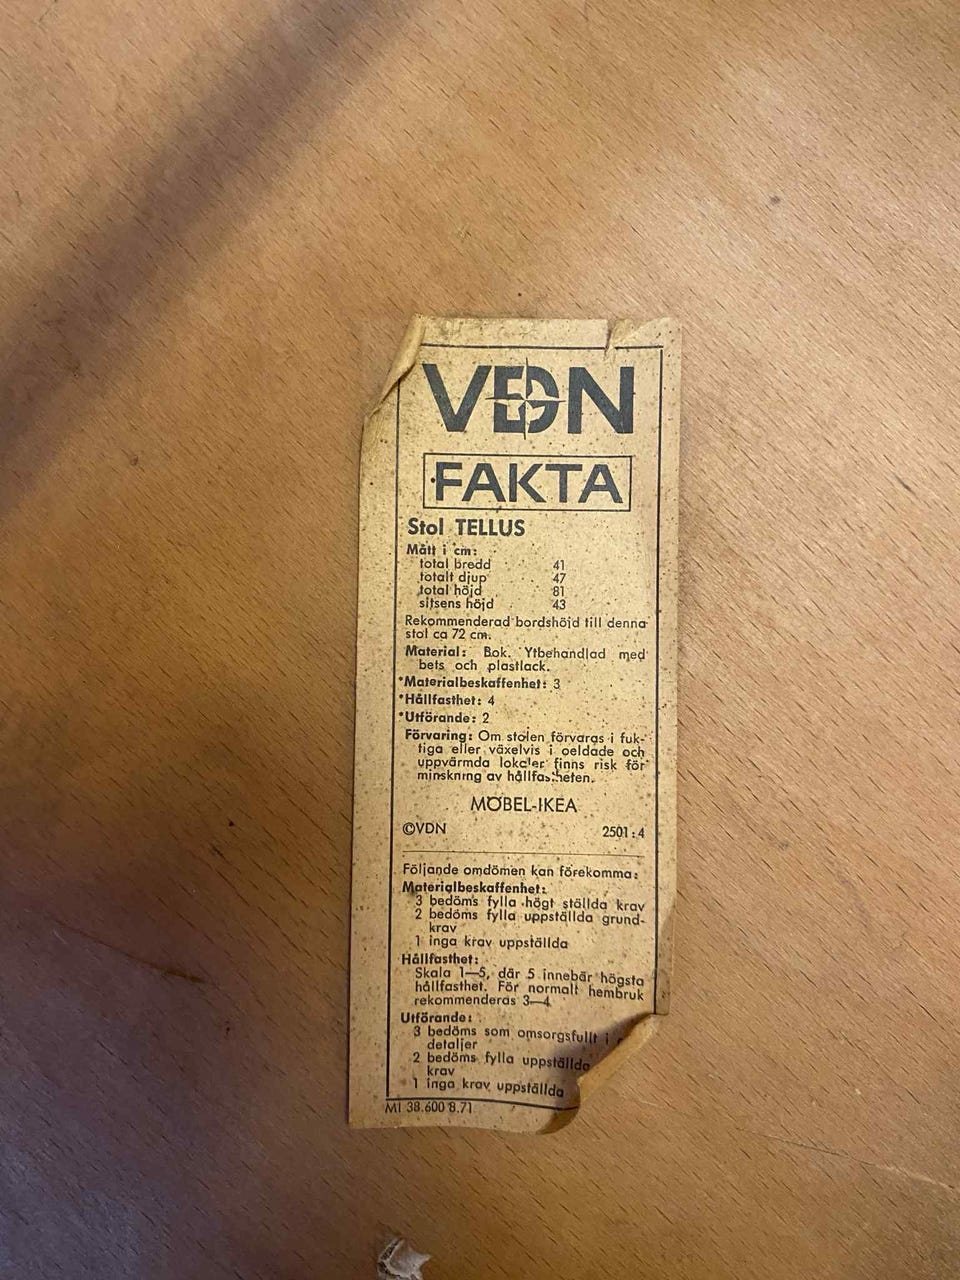 VDN
FAKTA
Stol TELLUS
Mått i cm:
total bredd 41
totalt djup 47
total höjd 81
sitsens höjd 43
Rekommenderad bordshöjd till denna
stol ca 72 cm.
Material: Bok. Ytbehandlad med
bets och plastlack.
*Materialbeskaffenhet: 3
*Hållfasthet: 4
*Utförande: 2
Förvaring: Om stolen förvaras i fuk-
tiga eller växelvis i oeldade och
uppvärmda lokaler finns risk för
minskning av hållfastheten.
MÖBEL-IKEA
©VDN 2501:4
Följande omdömen kan förekomma:
Materialbeskaffenhet:
3 bedöms fylla högt ställda krav
2 bedöms fylla uppställda grund-
krav
1 inga krav uppställda
Hållfasthet:
Skala 1—5, där 5 innebär högsta
hållfasthet. För normalt hembruk
rekommenderas 3—4
Utförande:
3 bedöms som omsorgsfullt i
detaljer
2 bedöms fylla uppställda
krav
1 inga krav uppställda
MI 38.600 8.71